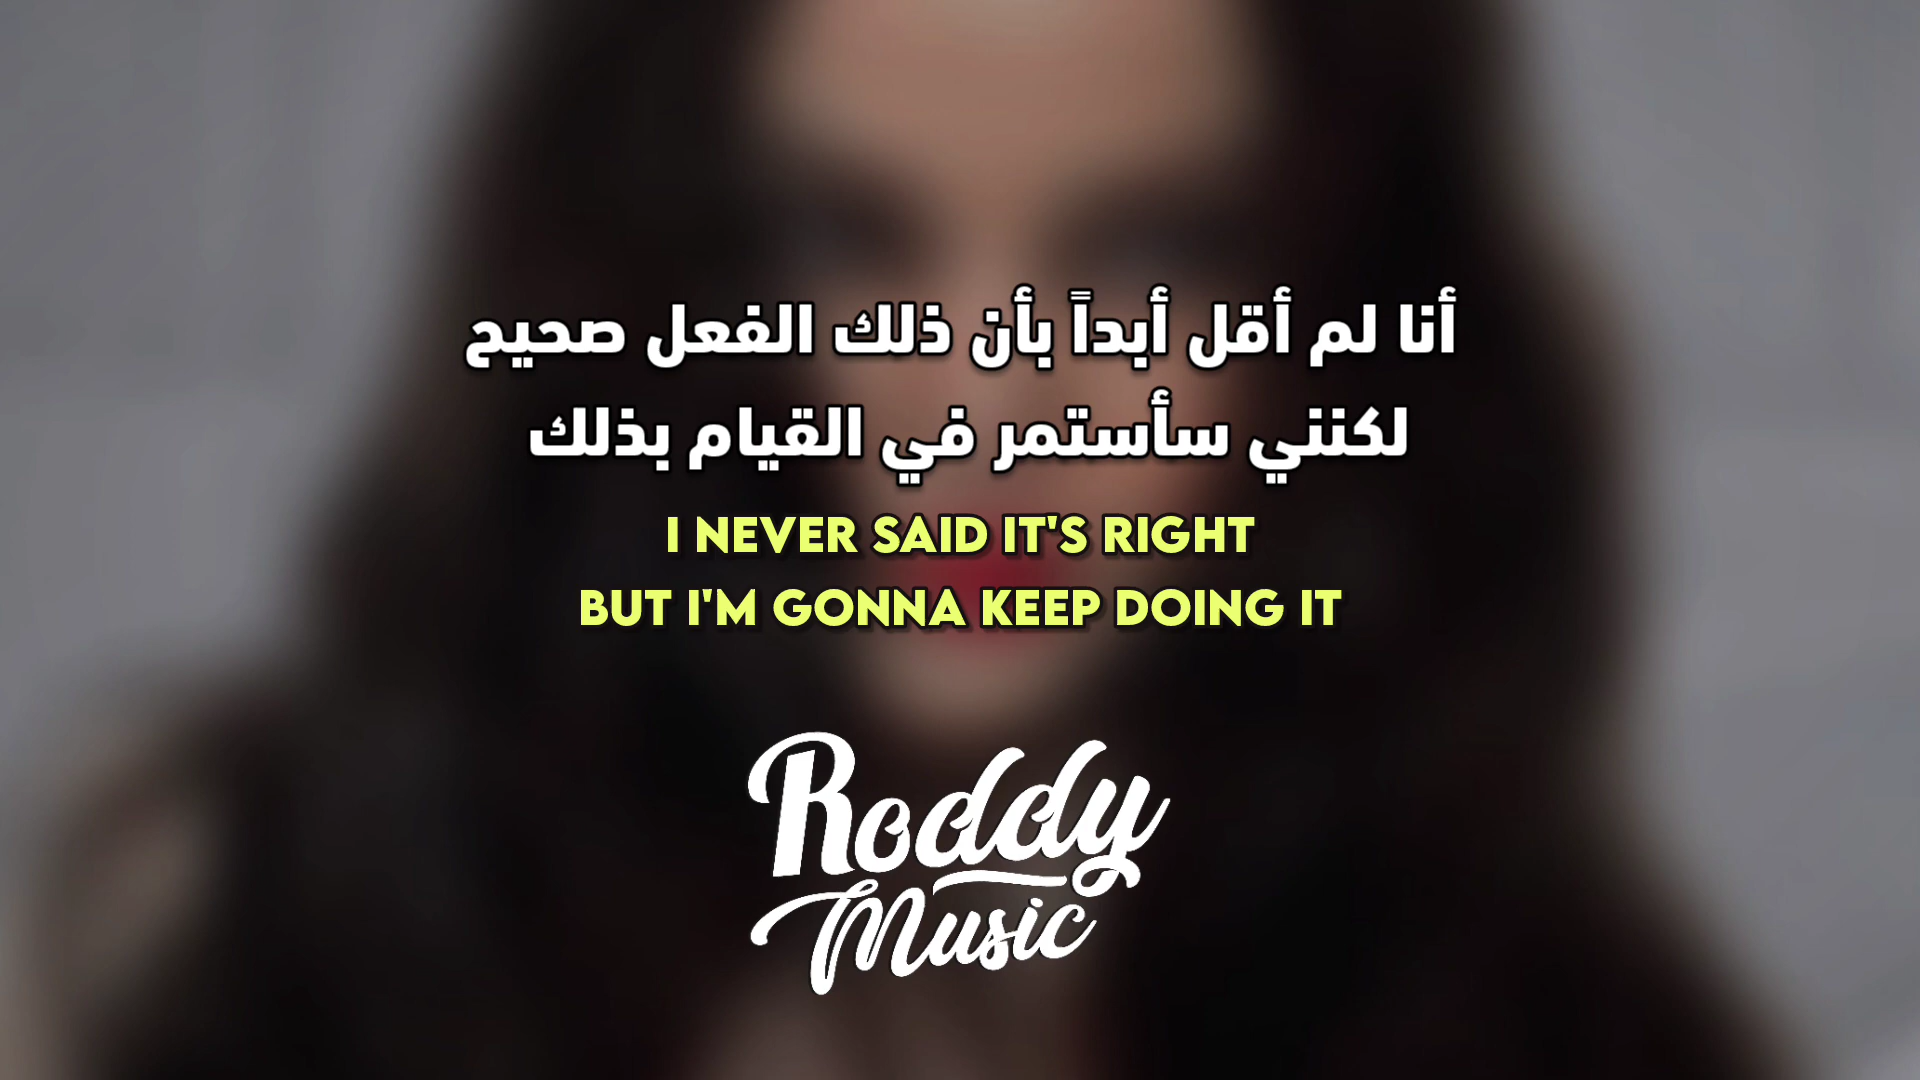 أنا لم أقل أبداً بأن ذلك الفعل صحيح
لكنني سأستمر في القيام بذلك
I NEVER SAID IT'S RIGHT
BUT I'M GONNA KEEP DOING IT
Roddy
Music